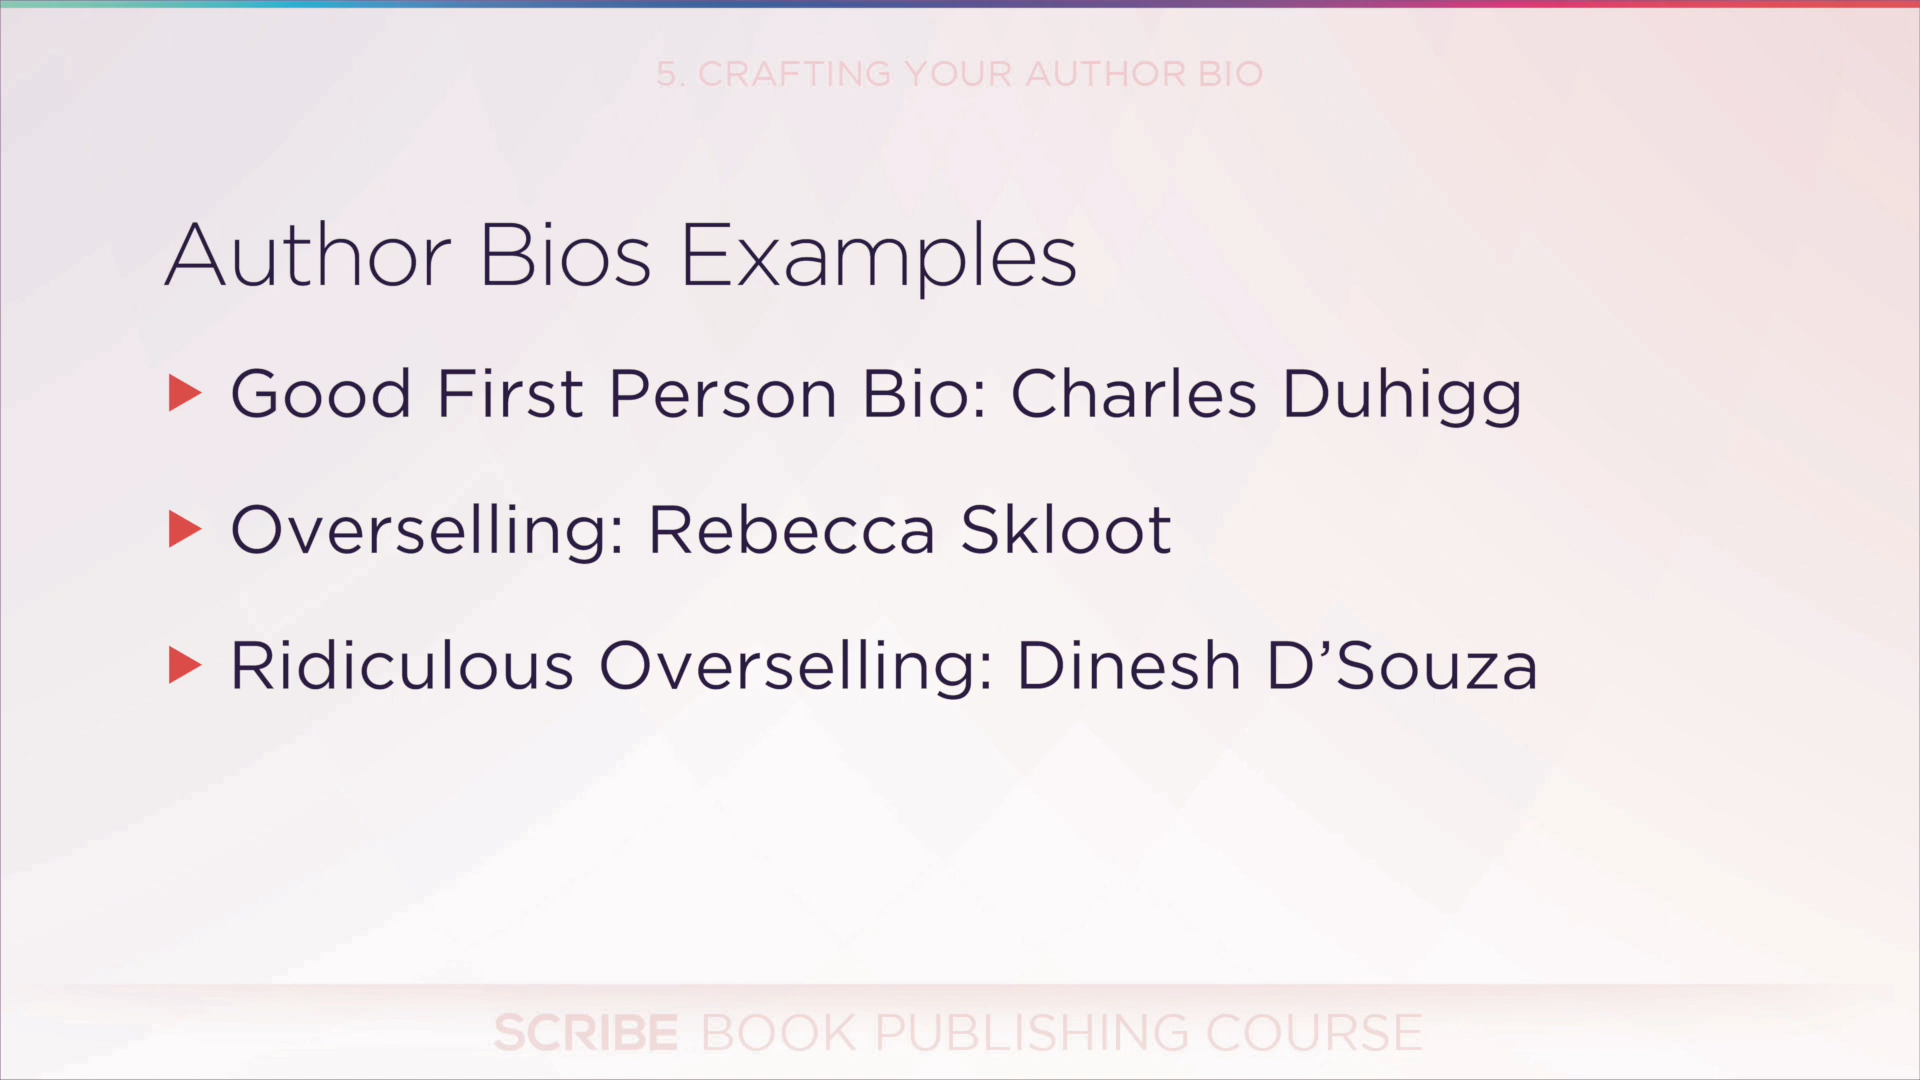 5. CRAFTING YOUR AUTHOR BIO
Author Bios Examples
Good First Person Bio: Charles Duhigg
Overselling: Rebecca Skloot
Ridiculous Overselling: Dinesh D’Souza
SCRIBE BOOK PUBLISHING COURSE